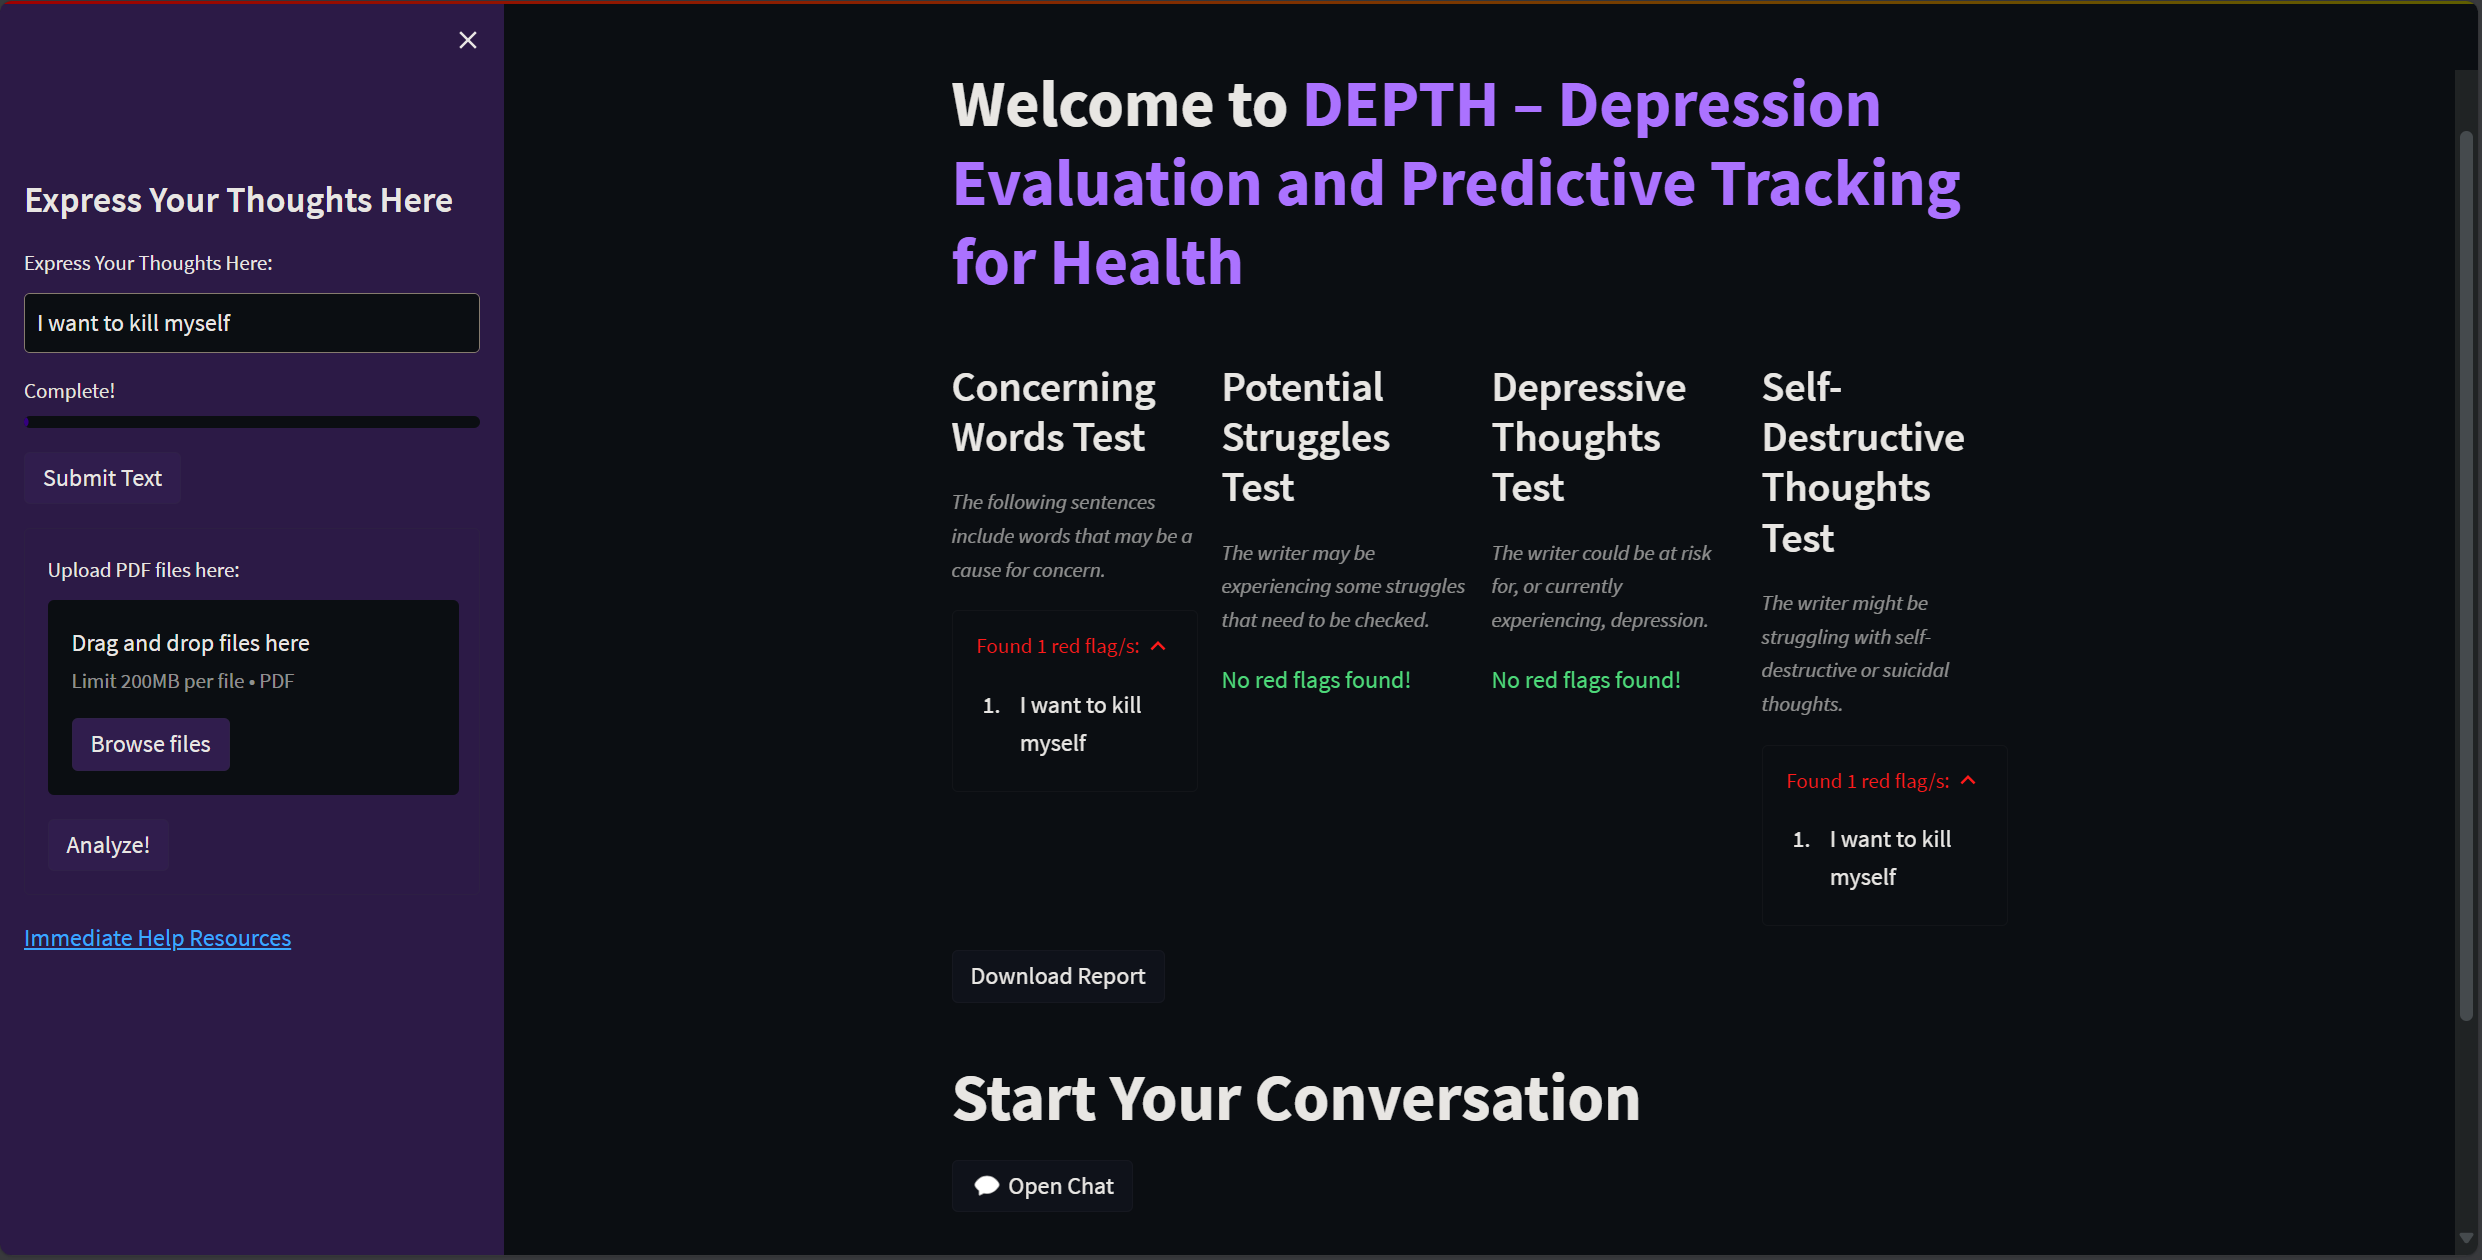 Express Your Thoughts Here
Express Your Thoughts Here:
I want to kill myself
Complete!
Submit Text
Upload PDF files here:
Drag and drop files here
Limit 200MB per file • PDF
Browse files
Analyze!
Immediate Help Resources
Welcome to DEPTH – Depression
Evaluation and Predictive Tracking
for Health
Concerning
Words Test
The following sentences
include words that may be a
cause for concern.
Found 1 red flag/s:
1. I want to kill
myself
Potential
Struggles
Test
The writer may be
experiencing some struggles
that need to be checked.
No red flags found!
Depressive
Thoughts
Test
The writer could be at risk
for, or currently
experiencing, depression.
No red flags found!
Self-
Destructive
Thoughts
Test
The writer might be
struggling with self-
destructive or suicidal
thoughts.
Found 1 red flag/s:
1. I want to kill
myself
Download Report
Start Your Conversation
Open Chat